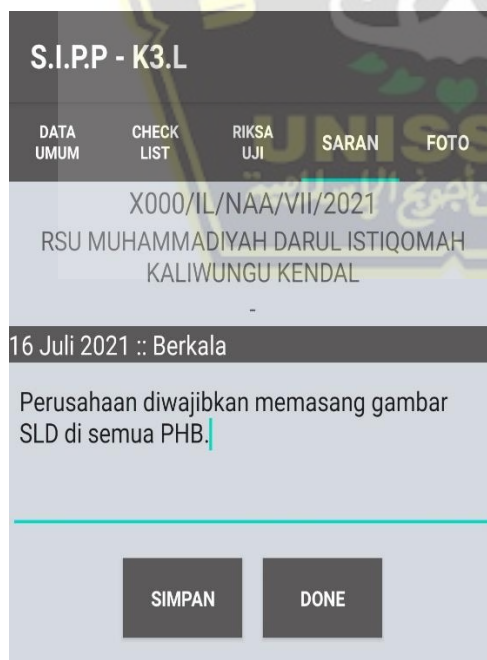 S.I.P.P - K3.L
DATA UMUM
CHECK LIST
RIKSA UJI
SARAN
FOTO
X000/IL/NAA/VII/2021
RSU MUHAMMADIYAH DARUL ISTIQOMAH
KALIWUNGU KENDAL
-
16 Juli 2021 :: Berkala
Perusahaan diwajibkan memasang gambar
SLD di semua PHB.
SIMPAN
DONE
UNISS